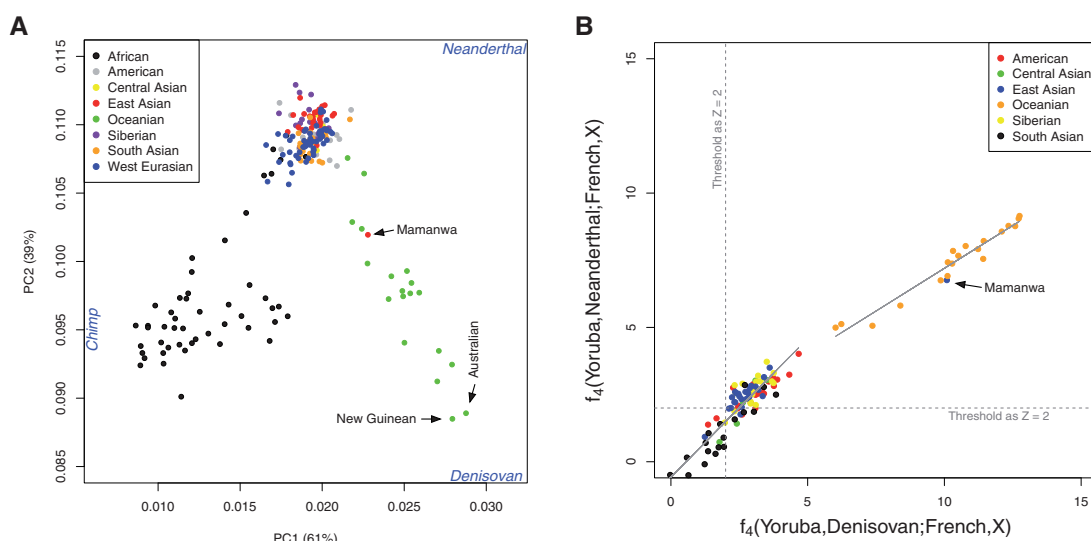 A
Neanderthal
African
American
Central Asian
East Asian
Oceanian
Siberian
South Asian
West Eurasian
Mamanwa
Australian
New Guinean
Chimp
Denisovan
PC2 (39%)
0.115
0.110
0.105
0.100
0.095
0.090
0.085
0.010
0.015
0.020
0.025
0.030
PC1 (61%)
B
American
Central Asian
East Asian
Oceanian
Siberian
South Asian
Threshold as Z = 2
Mamanwa
Threshold as Z = 2
f4(Yoruba,Neanderthal;French,X)
15
10
5
0
0
5
10
15
f4(Yoruba,Denisovan;French,X)